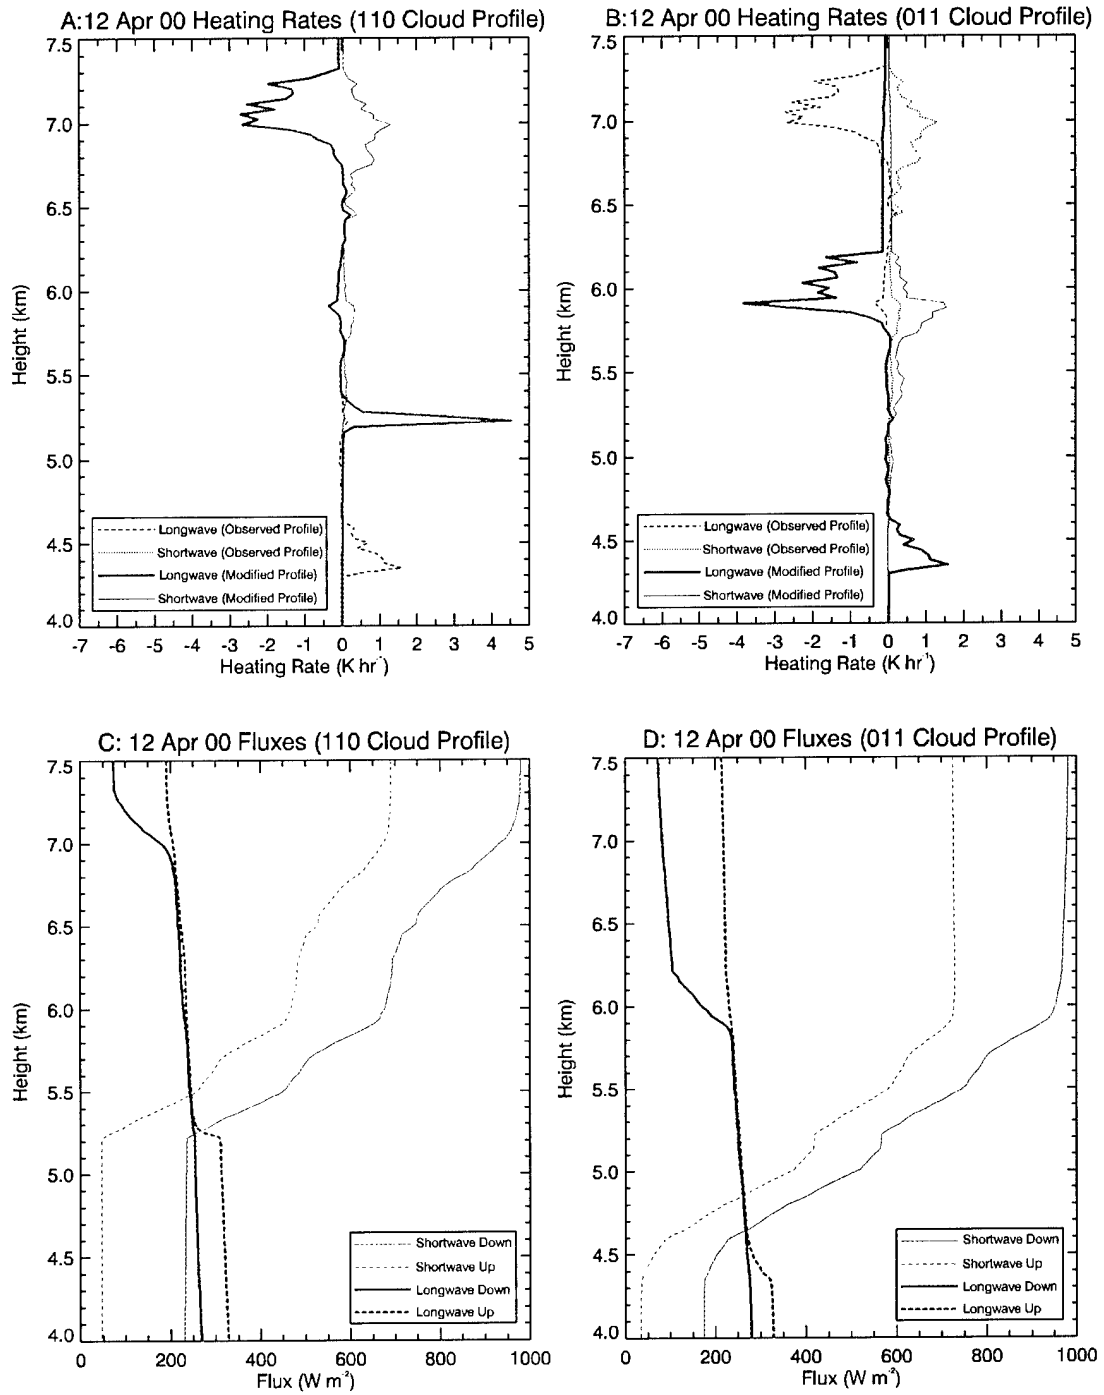 A:12 Apr 00 Heating Rates (110 Cloud Profile)
7.5
7.0
6.5
6.0
5.5
5.0
4.5
4.0
Height (km)
Longwave (Observed Profile)
Shortwave (Observed Profile)
Longwave (Modified Profile)
Shortwave (Modified Profile)
-7 -6 -5 -4 -3 -2 -1 0 1 2 3 4 5
Heating Rate (K hr-1)
B:12 Apr 00 Heating Rates (011 Cloud Profile)
7.5
7.0
6.5
6.0
5.5
5.0
4.5
4.0
Height (km)
Longwave (Observed Profile)
Shortwave (Observed Profile)
Longwave (Modified Profile)
Shortwave (Modified Profile)
-7 -6 -5 -4 -3 -2 -1 0 1 2 3 4 5
Heating Rate (K hr-1)
C: 12 Apr 00 Fluxes (110 Cloud Profile)
7.5
7.0
6.5
6.0
5.5
5.0
4.5
4.0
Height (km)
Shortwave Down
Shortwave Up
Longwave Down
Longwave Up
0 200 400 600 800 1000
Flux (W m-2)
D: 12 Apr 00 Fluxes (011 Cloud Profile)
7.5
7.0
6.5
6.0
5.5
5.0
4.5
4.0
Height (km)
Shortwave Down
Shortwave Up
Longwave Down
Longwave Up
0 200 400 600 800 1000
Flux (W m-2)